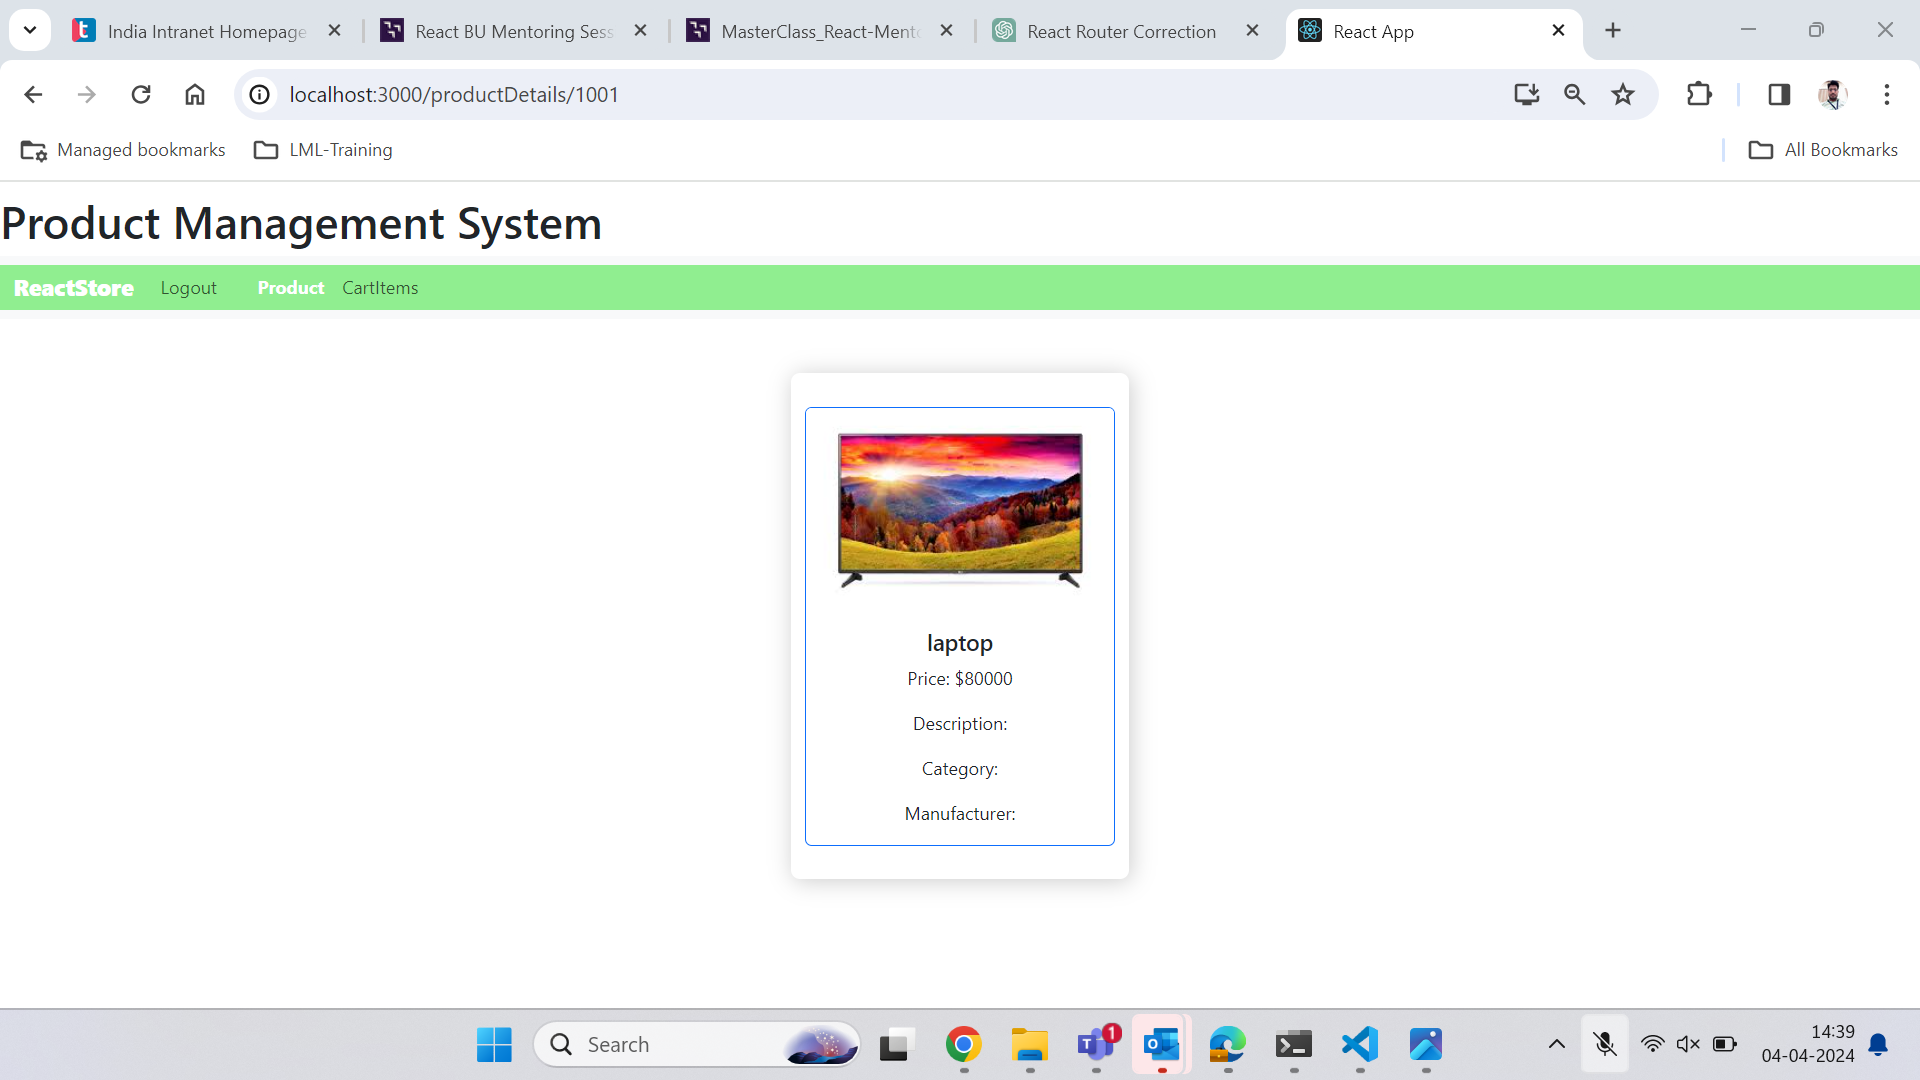 India Intranet Homepage
React BU Mentoring Sess
MasterClass_React-Mento
React Router Correction
React App
localhost:3000/productDetails/1001
Managed bookmarks
LML-Training
All Bookmarks
Product Management System
ReactStore Logout Product CartItems
laptop
Price: $80000
Description:
Category:
Manufacturer:
Search
1
14:39
04-04-2024